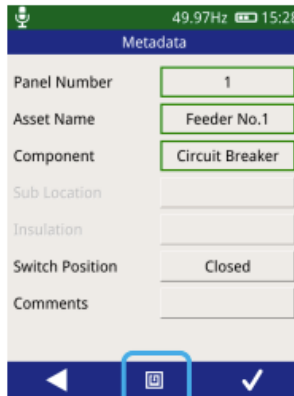 49.97Hz 15:28
Metadata
Panel Number 1
Asset Name Feeder No.1
Component Circuit Breaker
Sub Location
Insulation
Switch Position Closed
Comments